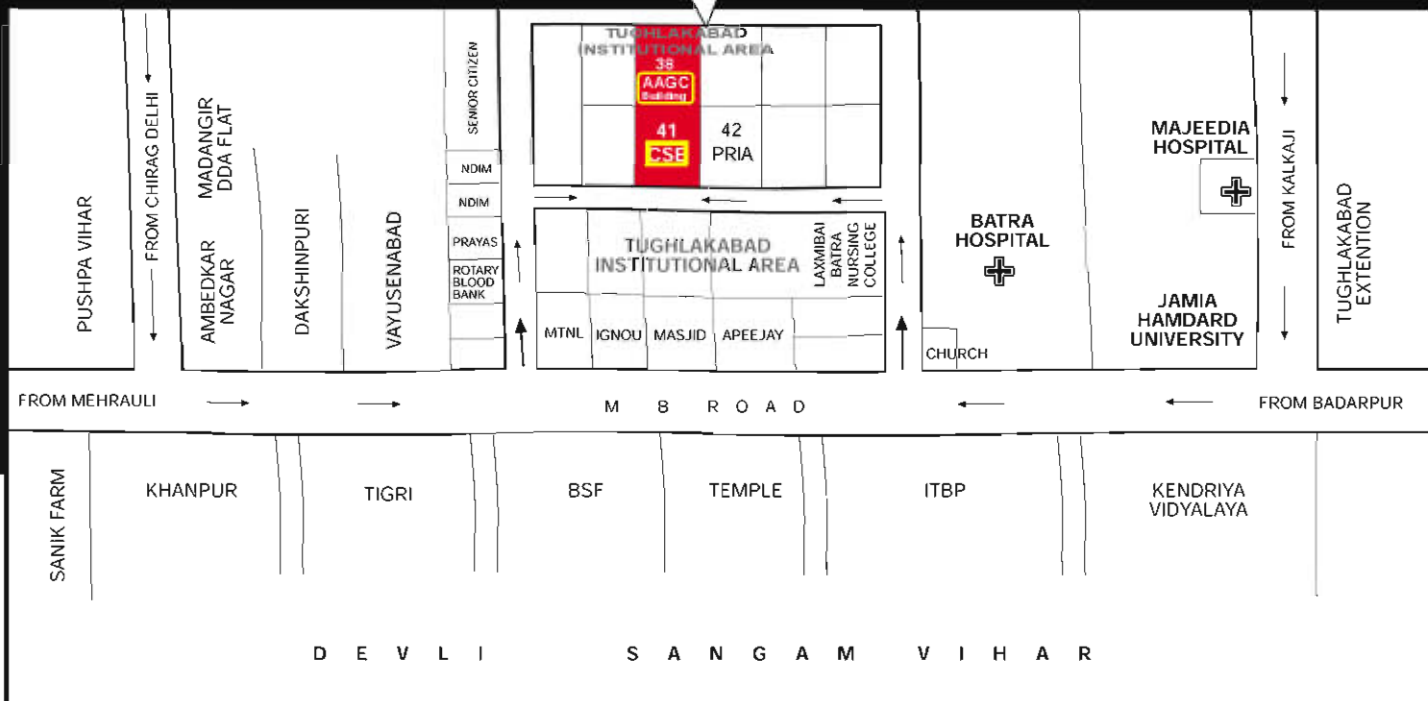 TUGHLAKABAD
INSTITUTIONAL AREA
38
AAGC
Building
41
CSE
42
PRIA
PUSHPA VIHAR
FROM CHIRAG DELHI
MADANGIR
DDA FLAT
AMBEDKAR
NAGAR
DAKSHINPURI
VAYUSENABAD
SENIOR CITIZEN
NDIM
NDIM
PRAYAS
ROTARY
BLOOD
BANK
TUGHLAKABAD
INSTITUTIONAL AREA
LAXMIBAI
BATRA
NURSING
COLLEGE
MTNL
IGNOU
MASJID
APEEJAY
BATRA
HOSPITAL
CHURCH
MAJEEDIA
HOSPITAL
JAMIA
HAMDARD
UNIVERSITY
FROM KALKAJI
TUGHLAKABAD
EXTENTION
FROM MEHRAULI
M B ROAD
FROM BADARPUR
SANIK FARM
KHANPUR
TIGRI
BSF
TEMPLE
ITBP
KENDRIYA
VIDYALAYA
DEVLI SANGAM VIHAR